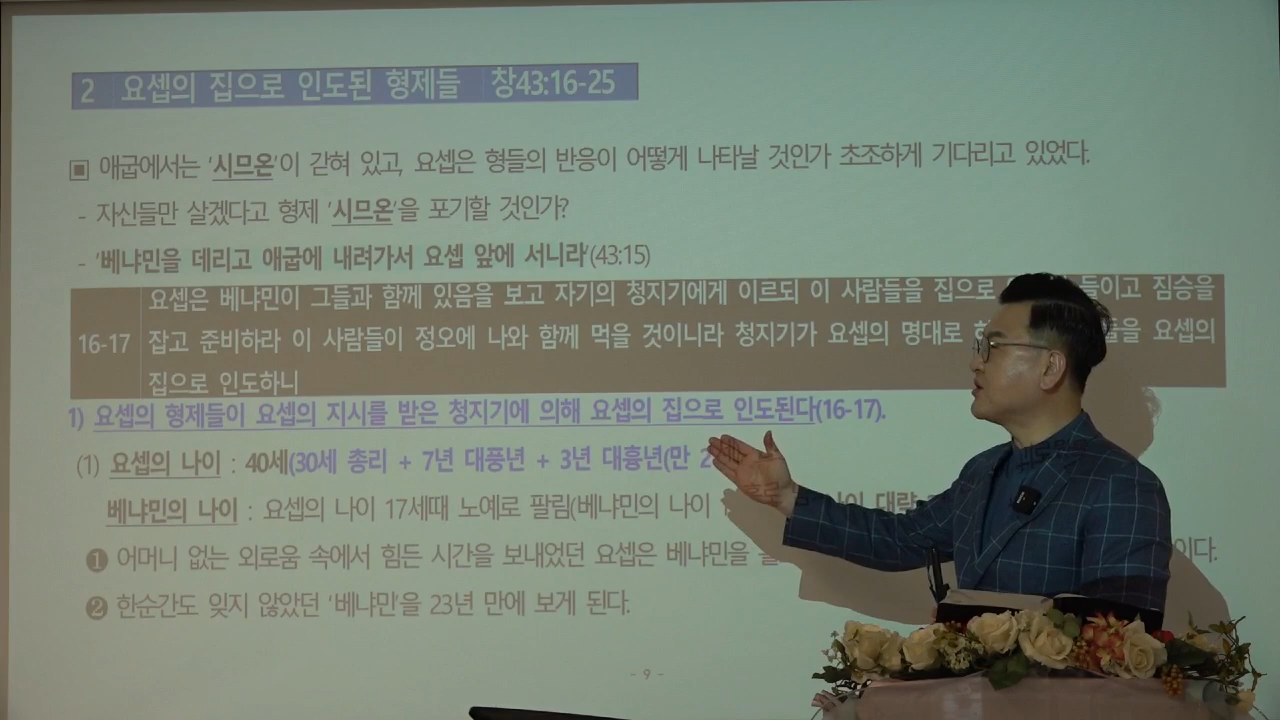 2 요셉의 집으로 인도된 형제들 창43:16-25
▣ 애굽에서는 '시므온'이 갇혀 있고, 요셉은 형들의 반응이 어떻게 나타날 것인가 초조하게 기다리고 있었다.
- 자신들만 살겠다고 형제 '시므온'을 포기할 것인가?
- '베냐민을 데리고 애굽에 내려가서 요셉 앞에 서니라'(43:15)
요셉은 베냐민이 그들과 함께 있음을 보고 자기의 청지기에게 이르되 이 사람들을 집으로 들이고 짐승을
16-17 잡고 준비하라 이 사람들이 정오에 나와 함께 먹을 것이니라 청지기가 요셉의 명대로 요셉의
집으로 인도하니
1) 요셉의 형제들이 요셉의 지시를 받은 청지기에 의해 요셉의 집으로 인도된다(16-17).
(1) 요셉의 나이 : 40세(30세 총리 + 7년 대풍년 + 3년 대흉년(만
베냐민의 나이 : 요셉의 나이 17세때 노예로 팔림(베냐민의 나이 대략
❶ 어머니 없는 외로움 속에서 힘든 시간을 보내었던 요셉은 베냐민을 이다.
❷ 한순간도 잊지 않았던 '베냐민'을 23년 만에 보게 된다.
- 9 -